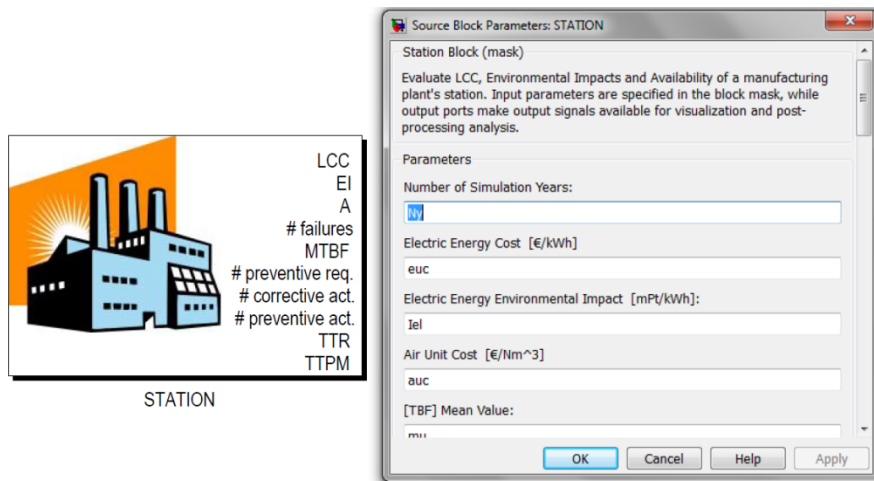 LCC
EI
A
# failures
MTBF
# preventive req.
# corrective act.
# preventive act.
TTR
TTPM
STATION
Source Block Parameters: STATION
Station Block (mask)
Evaluate LCC, Environmental Impacts and Availability of a manufacturing
plant's station. Input parameters are specified in the block mask, while
output ports make output signals available for visualization and post-
processing analysis.
Parameters
Number of Simulation Years:
Ny
Electric Energy Cost [€/kWh]
euc
Electric Energy Environmental Impact [mPt/kWh]:
Iel
Air Unit Cost [€/Nm^3]
auc
[TBF] Mean Value:
mu
OK Cancel Help Apply